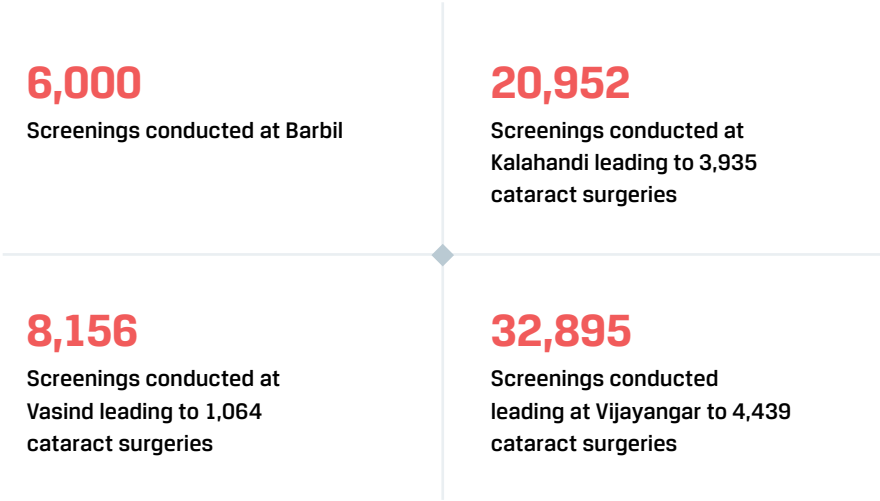 6,000
Screenings conducted at Barbil
20,952
Screenings conducted at
Kalahandi leading to 3,935
cataract surgeries
8,156
Screenings conducted at
Vasind leading to 1,064
cataract surgeries
32,895
Screenings conducted
leading at Vijayangar to 4,439
cataract surgeries